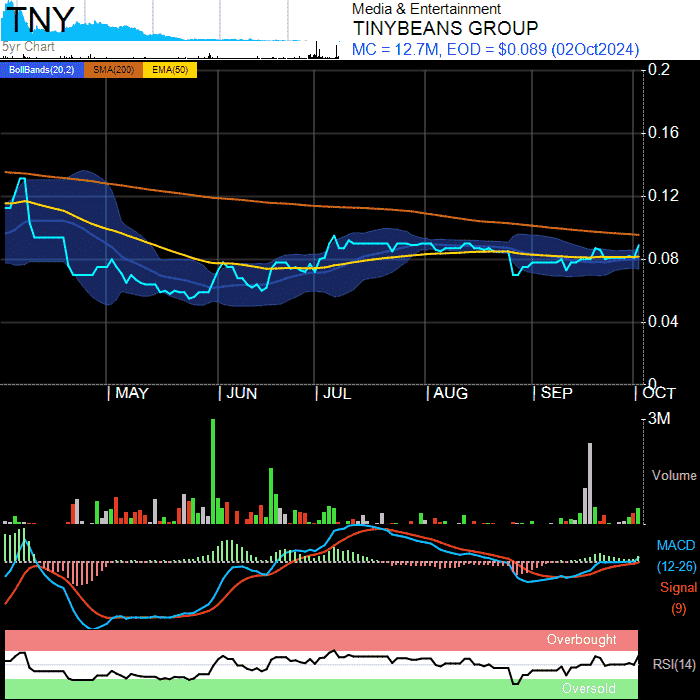 TNY
5yr Chart
Media & Entertainment
TINYBEANS GROUP
MC = 12.7M, EOD = $0.089 (02Oct2024)
BollBands(20,2) SMA(200) EMA(50)
0.2
0.16
0.12
0.08
0.04
0
MAY JUN JUL AUG SEP OCT
3M
Volume
MACD
(12-26)
Signal
(9)
Overbought
RSI(14)
Oversold